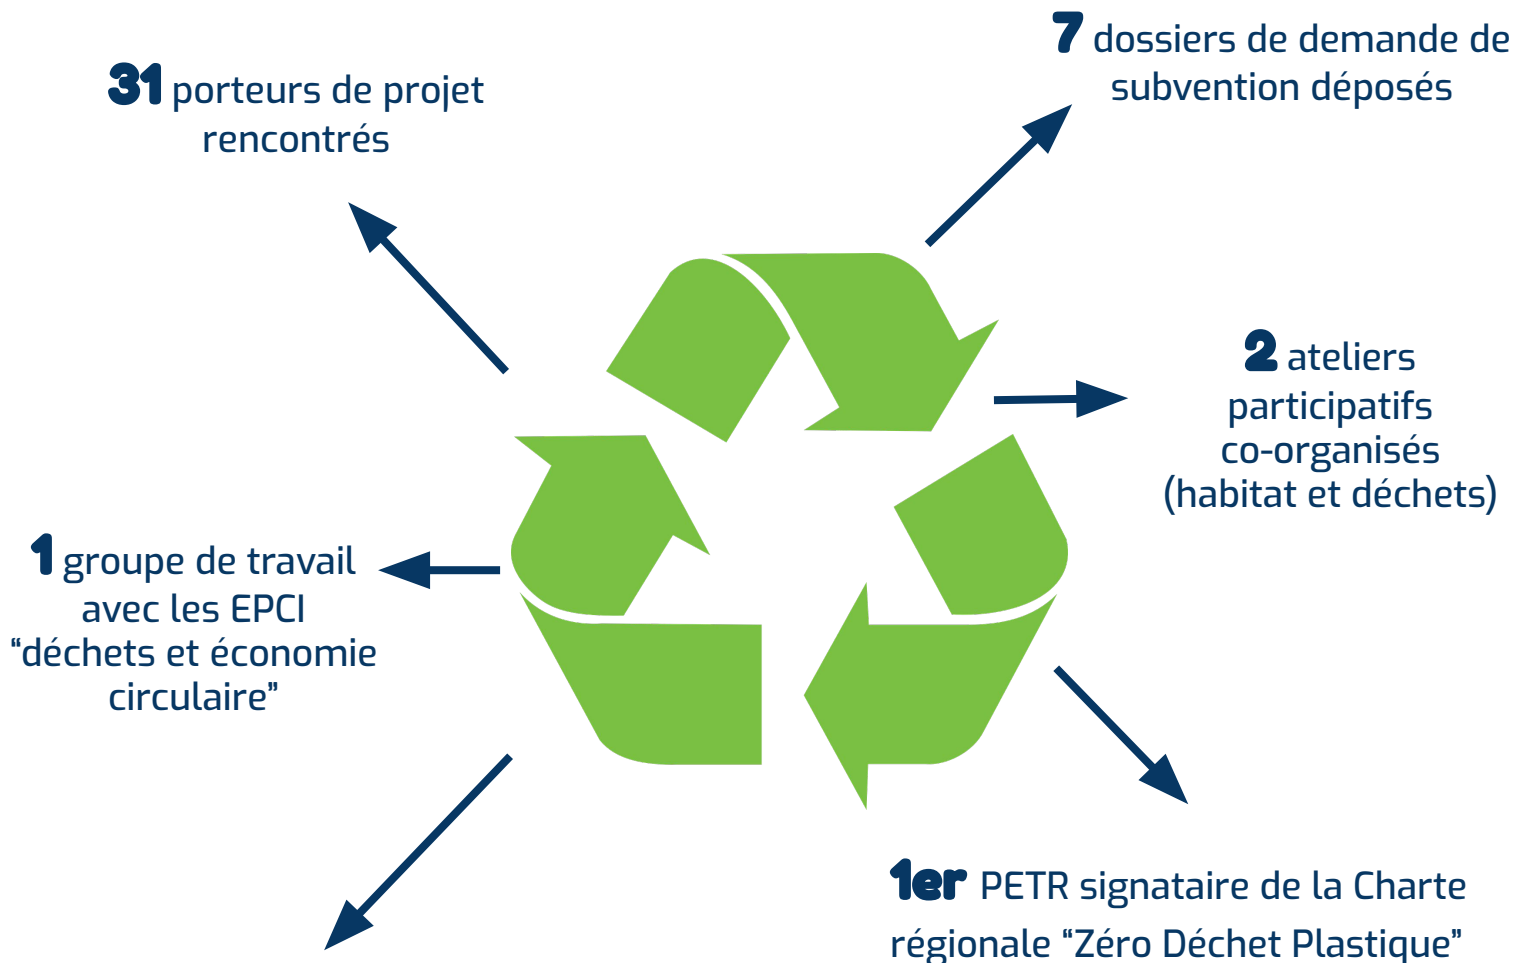 31 porteurs de projet
rencontrés
7 dossiers de demande de
subvention déposés
2 ateliers
participatifs
co-organisés
(habitat et déchets)
1 groupe de travail
avec les EPCI
“déchets et économie
circulaire”
1er PETR signataire de la Charte
régionale “Zéro Déchet Plastique”